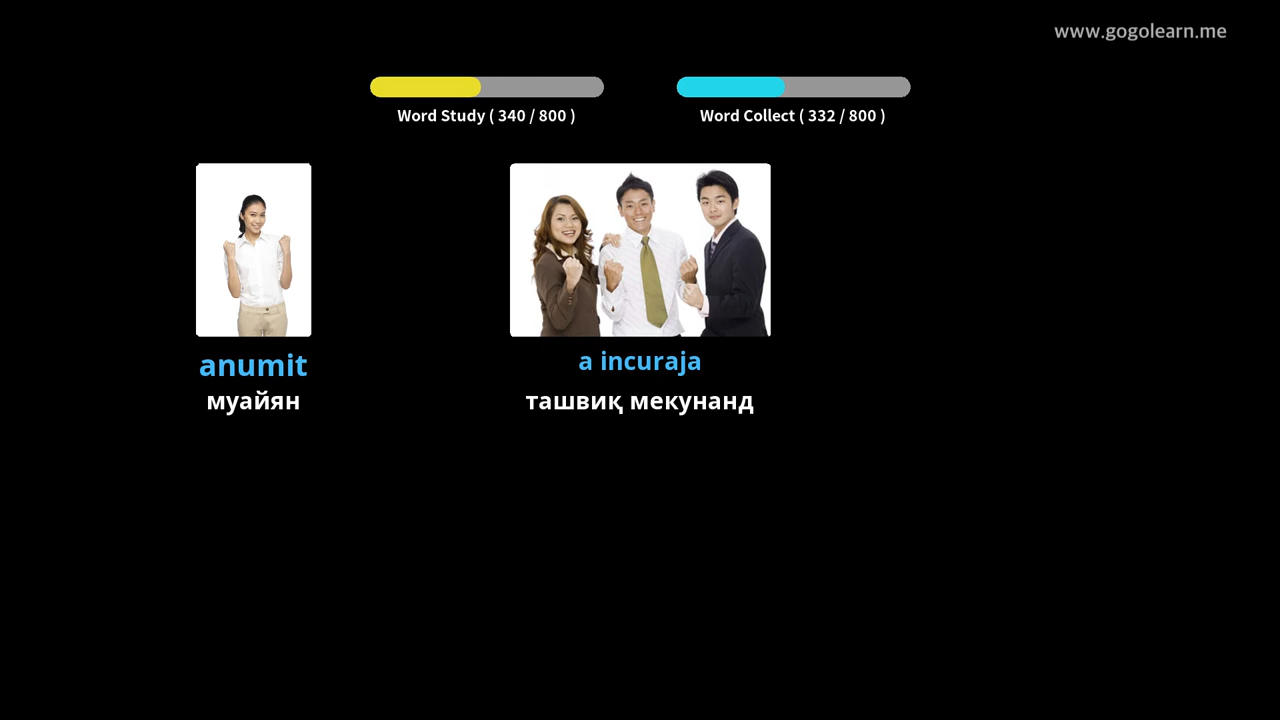 www.gogolearn.me
Word Study ( 340 / 800 )
Word Collect ( 332 / 800 )
anumit
муайян
a incuraja
ташвиқ мекунанд